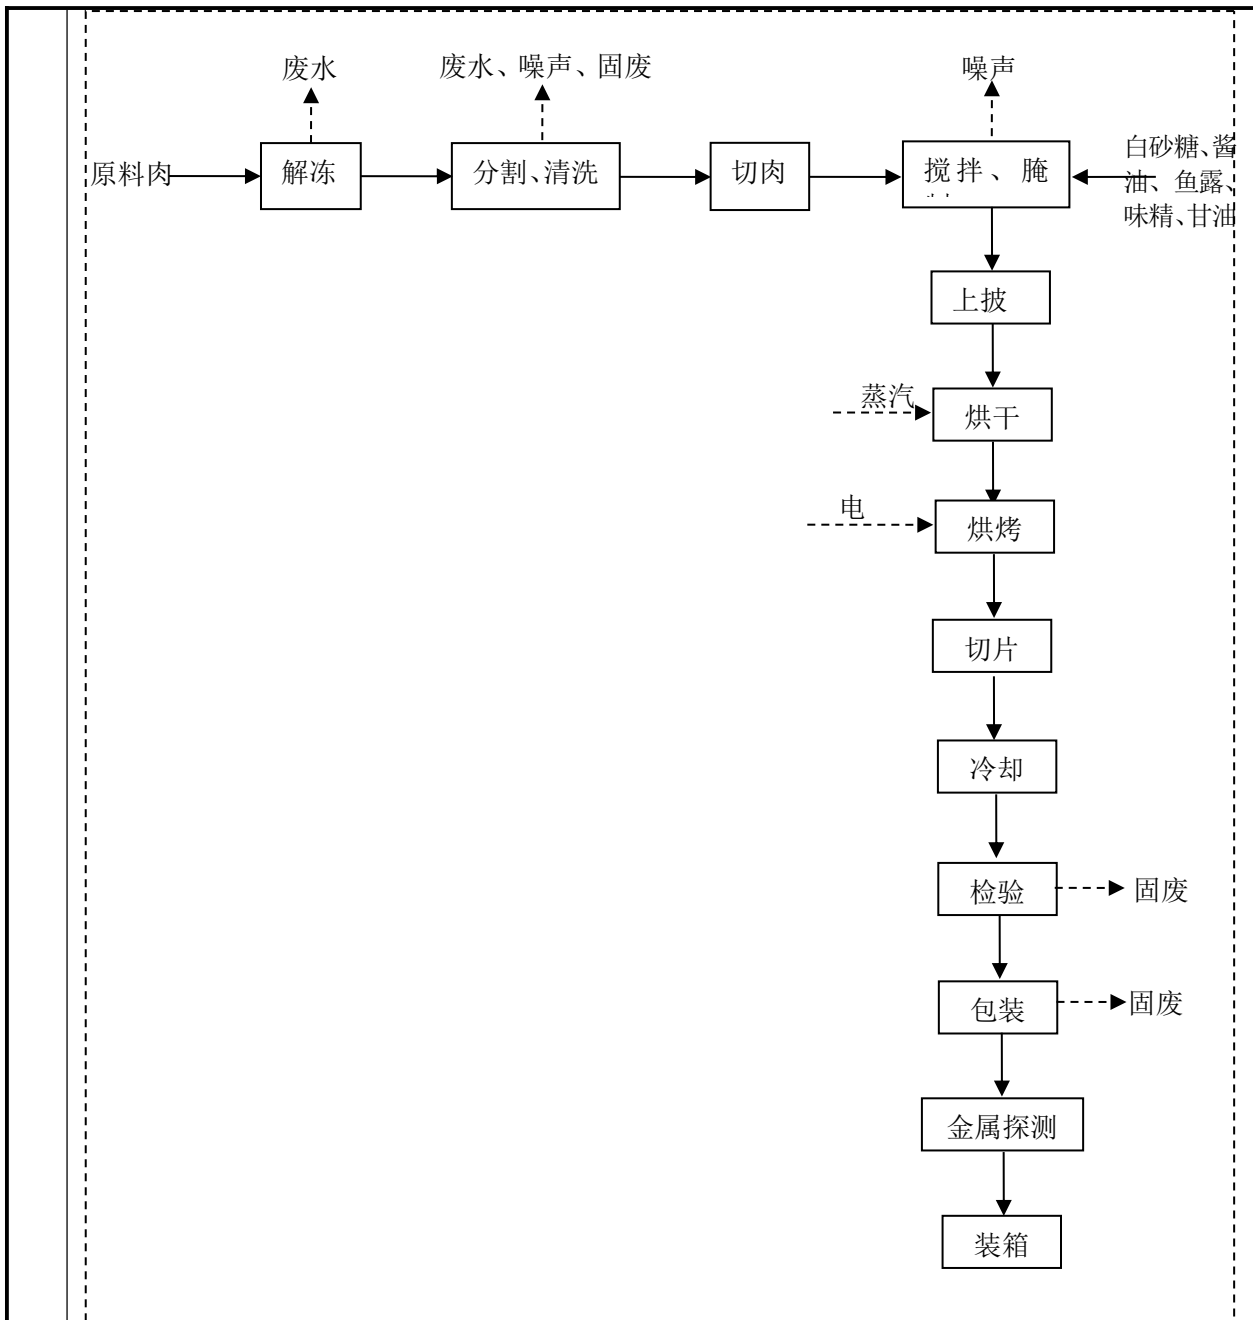 废水
废水、噪声、固废
噪声
原料肉
解冻
分割、清洗
切肉
搅拌、腌
白砂糖、酱
油、鱼露、
味精、甘油
上披
蒸汽
烘干
电
烘烤
切片
冷却
检验
固废
包装
固废
金属探测
装箱